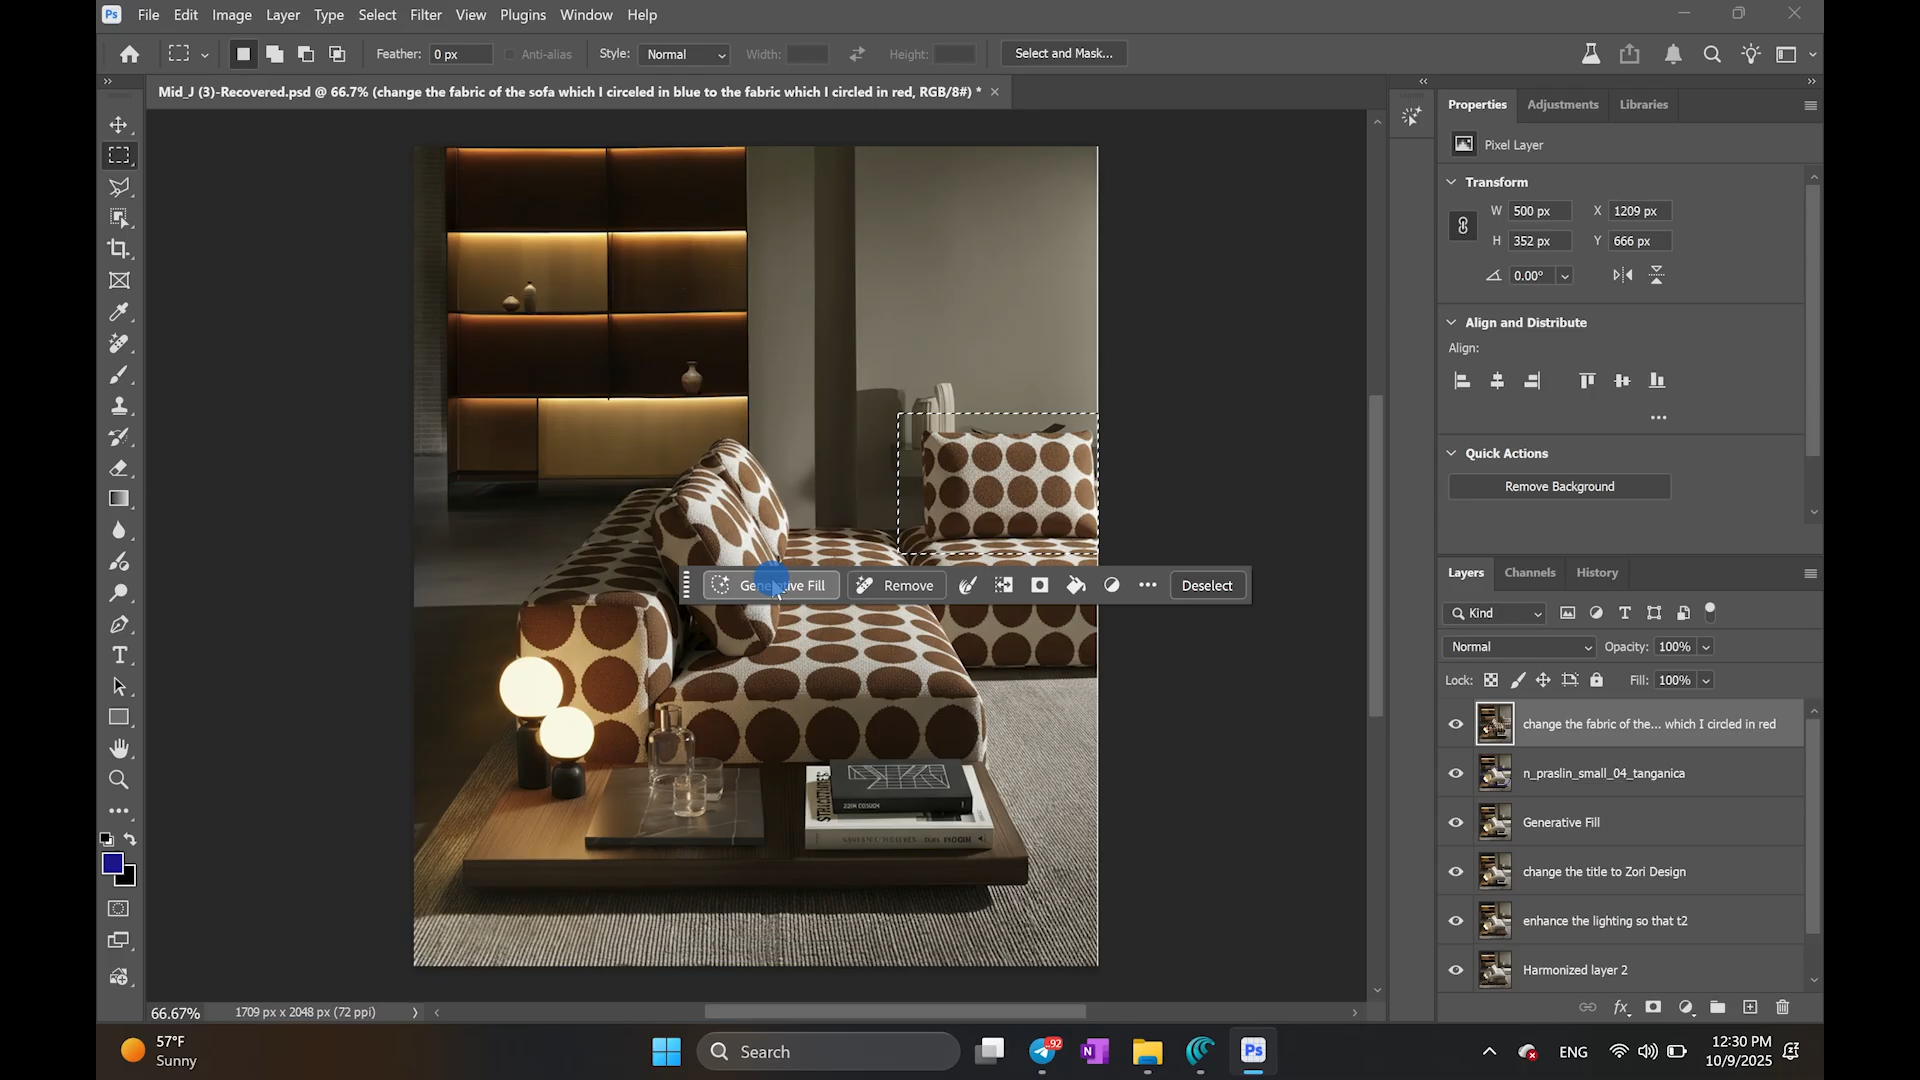 Ps File Edit Image Layer Type Select Filter View Plugins Window Help
Feather: 0 px Anti-alias Style: Normal Width: Height: Select and Mask...
Mid_J (3)-Recovered.psd @ 66.7% (change the fabric of the sofa which I circeled in blue to the fabric which I circled in red, RGB/8#) *
Properties Adjustments Libraries
Pixel Layer
Transform
W 500 px X 1209 px
H 352 px Y 666 px
0.00°
Align and Distribute
Align:
Quick Actions
Remove Background
Generative Fill Remove Deselect
Layers Channels History
Kind
Normal Opacity: 100%
Lock: Fill: 100%
change the fabric of the... which I circled in red
n_praslin_small_04_tanganica
Generative Fill
change the title to Zori Design
enhance the lighting so that t2
Harmonized layer 2
66.67% 1709 px x 2048 px (72 ppi)
57°F
Sunny
Search
92
ENG
12:30 PM
10/9/2025